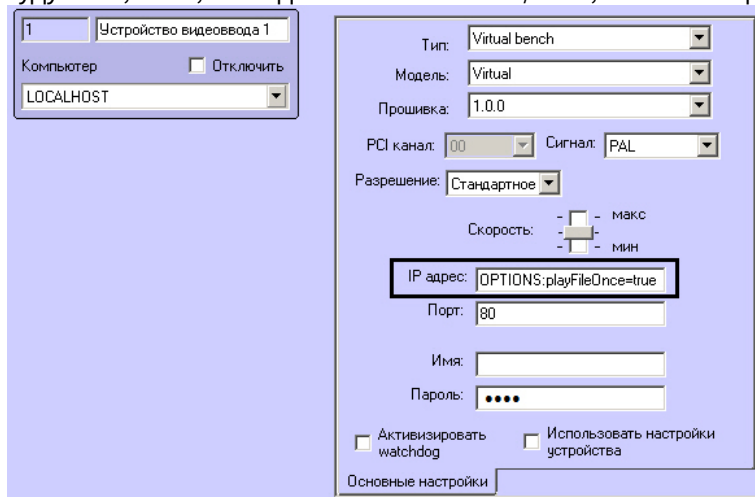 1 Устройство видеоввода 1
Компьютер Отключить
LOCALHOST
Тип: Virtual bench
Модель: Virtual
Прошивка: 1.0.0
PCI канал: 00 Сигнал: PAL
Разрешение: Стандартное
макс
Скорость:
мин
IP адрес: OPTIONS:playFileOnce=true
Порт: 80
Имя:
Пароль: ••••
Активизировать watchdog
Использовать настройки устройства
Основные настройки